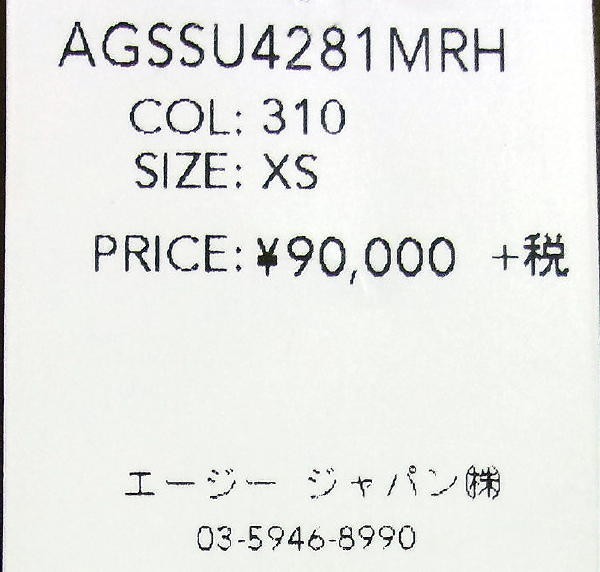 AGSSU4281MRH
COL: 310
SIZE: XS
PRICE: ¥90,000 +税
エージー ジャパン㈱
03-5946-8990